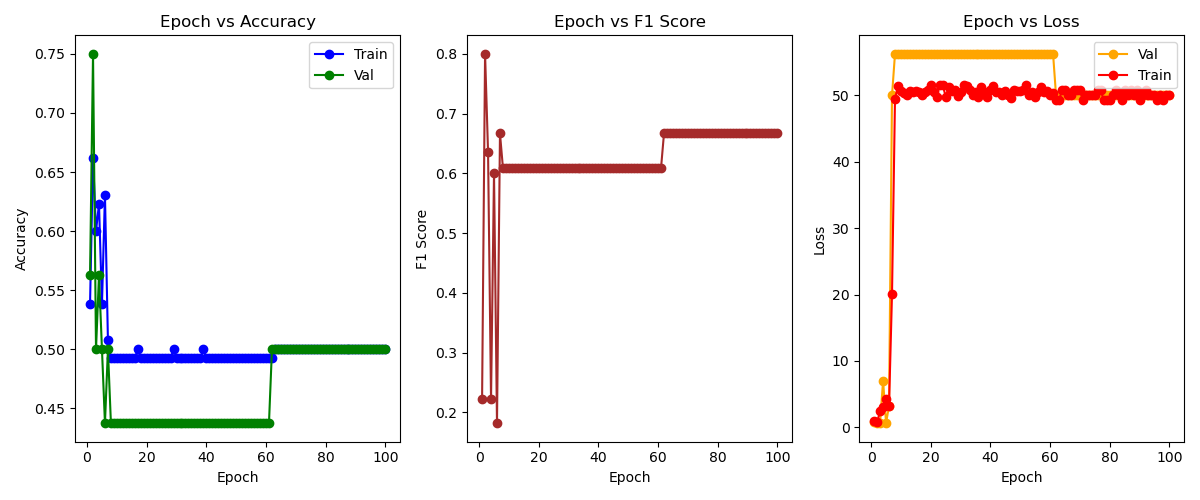 Epoch vs Accuracy
Train
Val
0.75
0.70
0.65
0.60
0.55
0.50
0.45
Accuracy
0 20 40 60 80 100
Epoch
Epoch vs F1 Score
0.8
0.7
0.6
0.5
0.4
0.3
0.2
F1 Score
0 20 40 60 80 100
Epoch
Epoch vs Loss
Val
Train
50
40
30
20
10
0
Loss
0 20 40 60 80 100
Epoch